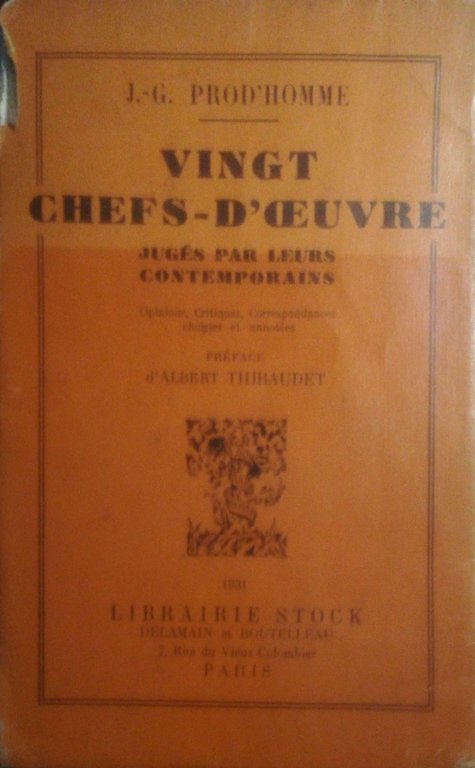 J.-G. PROD'HOMME
VINGT
CHEFS-D'ŒUVRE
JUGÉS PAR LEURS
CONTEMPORAINS
Opinions, Critiques, Correspondances
choisies et annotées
PRÉFACE
d'ALBERT THIBAUDET
1931
LIBRAIRIE STOCK
DELAMAIN et BOUTELLEAU
7, Rue du Vieux-Colombier
PARIS